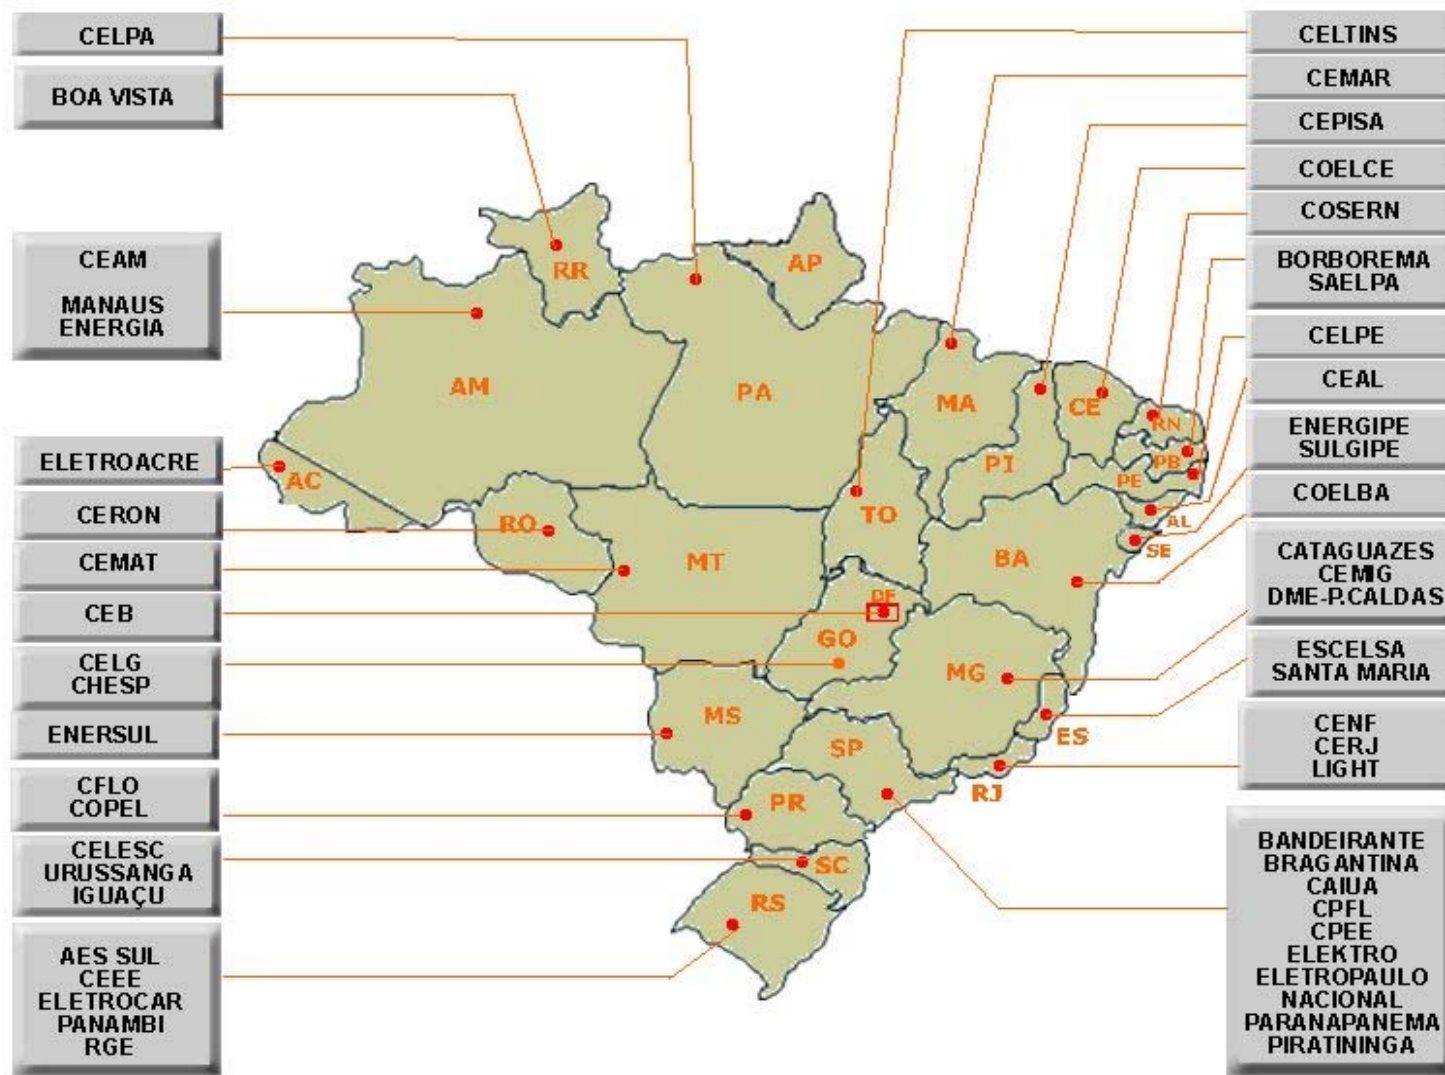 CELPA
BOA VISTA
CEAM
MANAUS
ENERGIA
ELETROACRE
CERON
CEMAT
CEB
CELG
CHESP
ENERSUL
CFLO
COPEL
CELESC
URUSSANGA
IGUAÇU
AES SUL
CEEE
ELETROCAR
PANAMBI
RGE
RR
AP
AM
PA
MA
CE
RN
PB
PE
PI
AL
SE
AC
RO
TO
MT
BA
DF
GO
MG
ES
MS
SP
RJ
PR
SC
RS
CELTINS
CEMAR
CEPISA
COELCE
COSERN
BORBOREMA
SAELPA
CELPE
CEAL
ENERGIPE
SULGIPE
COELBA
CATAGUAZES
CEMIG
DME-P.CALDAS
ESCELSA
SANTA MARIA
CENF
CERJ
LIGHT
BANDEIRANTE
BRAGANTINA
CAIUA
CPFL
CPEE
ELEKTRO
ELETROPAULO
NACIONAL
PARANAPANEMA
PIRATININGA